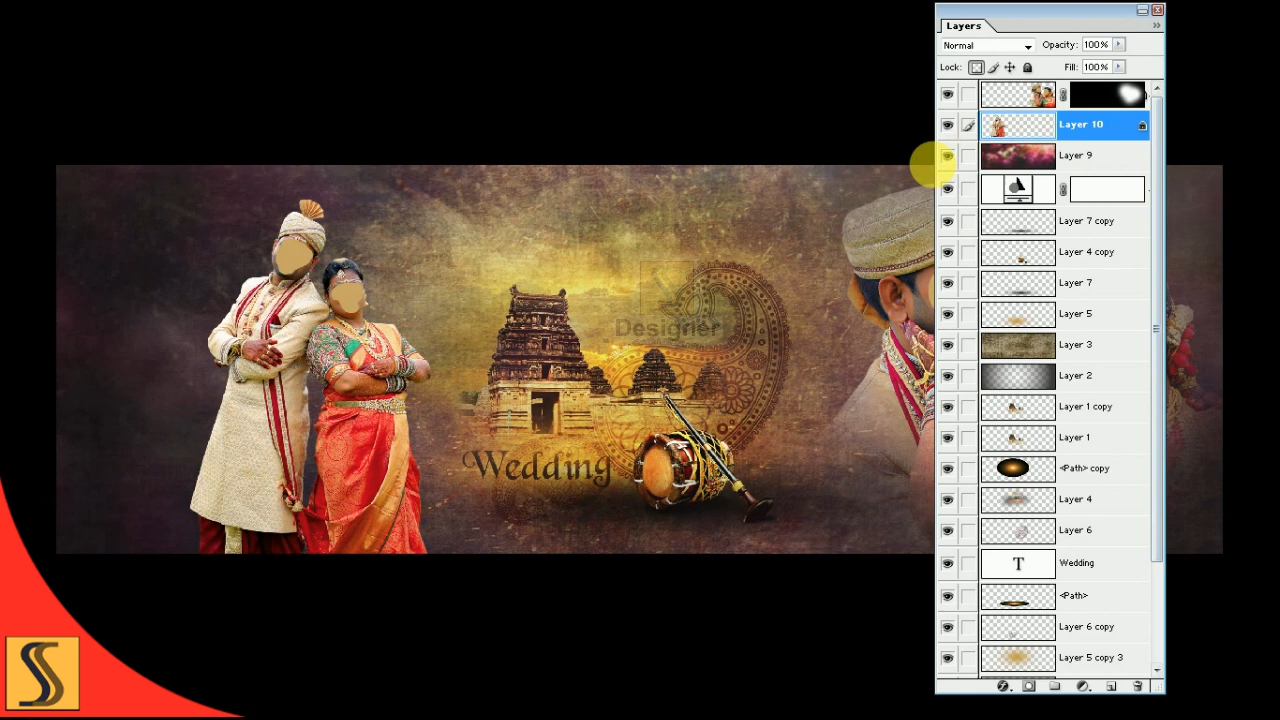 Layers
Normal
Opacity: 100%
Lock:
Fill: 100%
Layer 10
Layer 9
Layer 7 copy
Layer 4 copy
Layer 7
Layer 5
Layer 3
Layer 2
Layer 1 copy
Layer 1
<Path> copy
Layer 4
Layer 6
T
Wedding
<Path>
Layer 6 copy
Layer 5 copy 3
Designer
Wedding